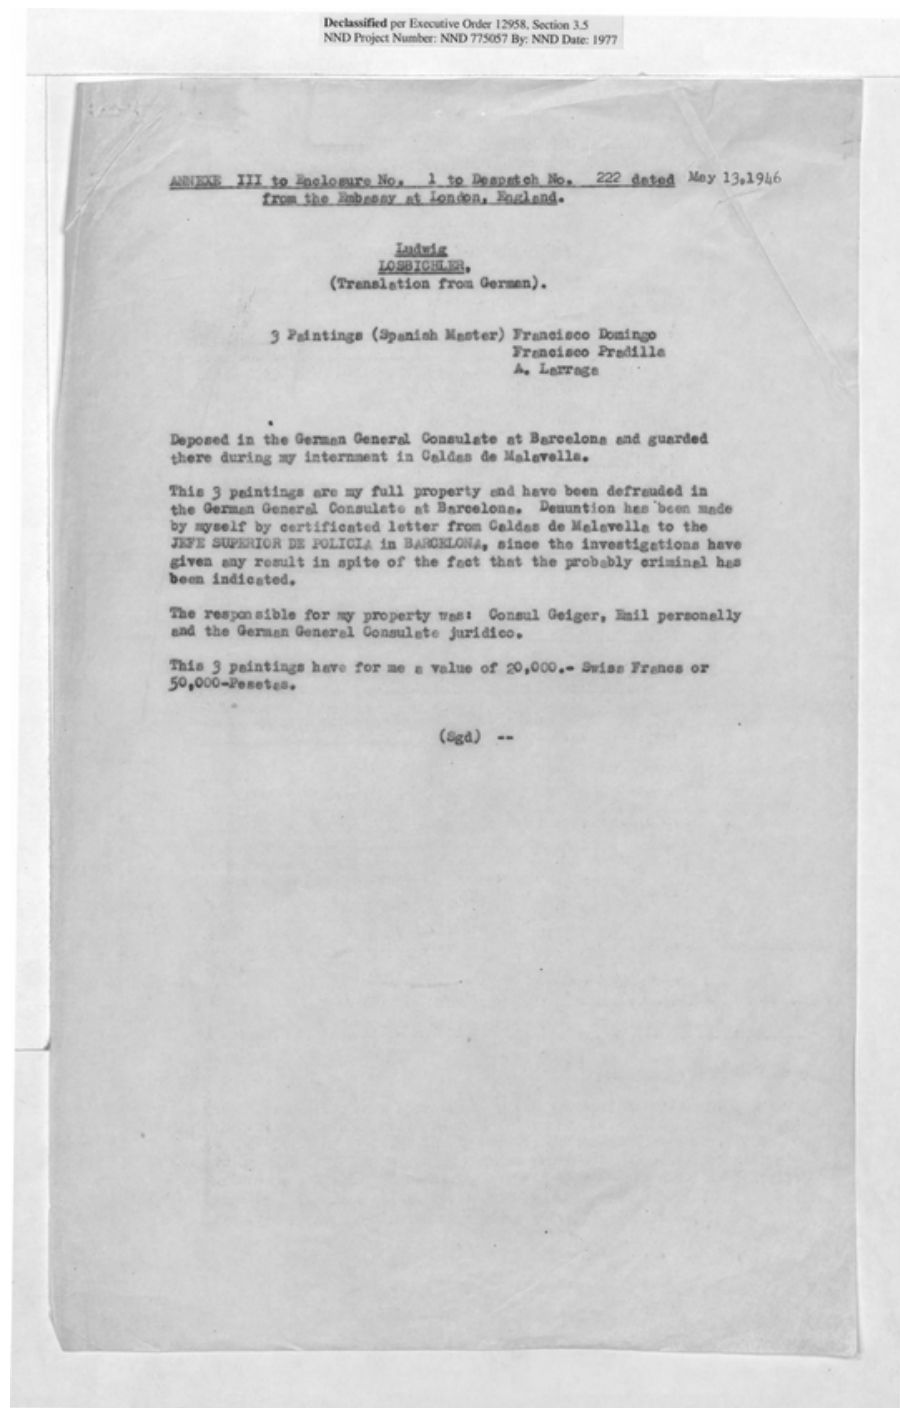 Declassified per Executive Order 12958, Section 3.5
NND Project Number: NND 775057 By: NND Date: 1977
ANNEXE III to Enclosure No. 1 to Despatch No. 222 dated May 13,1946
from the Embassy at London, England.
Ludwig
LOSBICHLER.
(Translation from German).
3 Paintings (Spanish Master) Francisco Domingo
Francisco Pradilla
A. Larraga
Deposed in the German General Consulate at Barcelona and guarded
there during my internment in Caldas de Malavella.
This 3 paintings are my full property and have been defrauded in
the German General Consulate at Barcelona. Denuntion has been made
by myself by certificated letter from Caldas de Malavella to the
JEFE SUPERIOR DE POLICIA in BARCELONA, since the investigations have
given any result in spite of the fact that the probably criminal has
been indicated.
The responsible for my property was: Consul Geiger, Emil personally
and the German General Consulate juridico.
This 3 paintings have for me a value of 20,000.- Swiss Francs or
50,000-Pesetas.
(Sgd) --